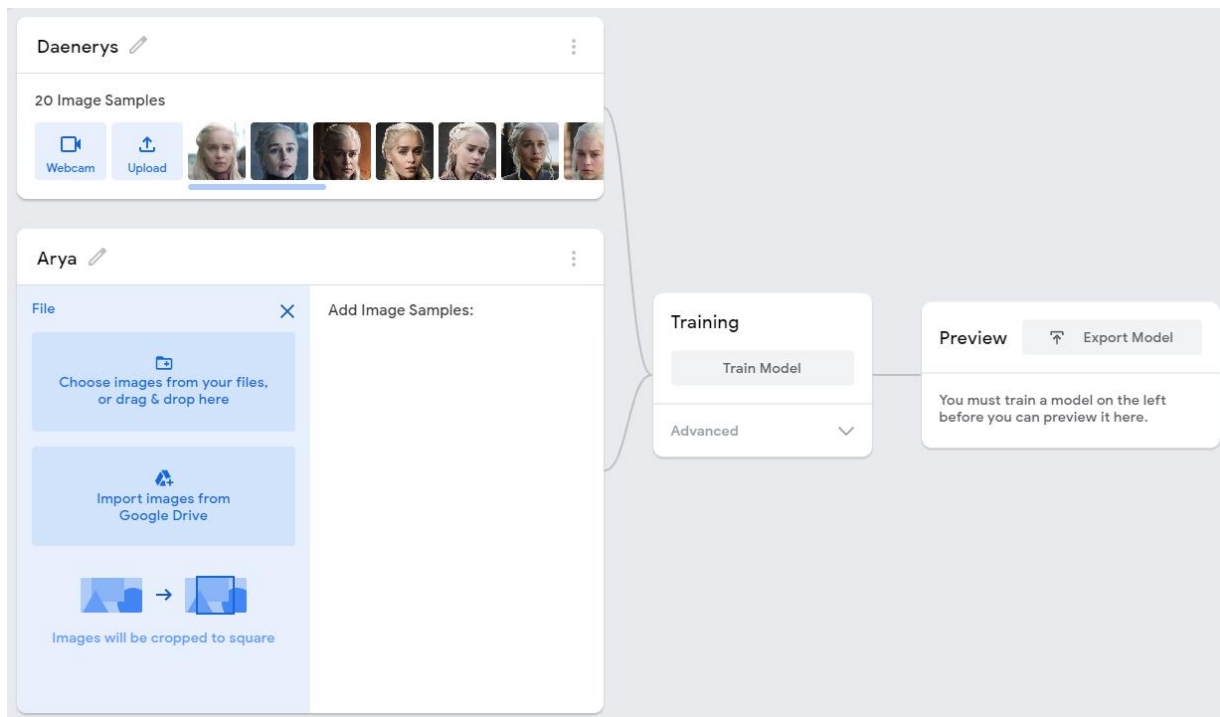 Daenerys
20 Image Samples
Webcam
Upload
Arya
File
Choose images from your files,
or drag & drop here
Import images from
Google Drive
Images will be cropped to square
Add Image Samples:
Training
Train Model
Advanced
Preview
Export Model
You must train a model on the left
before you can preview it here.